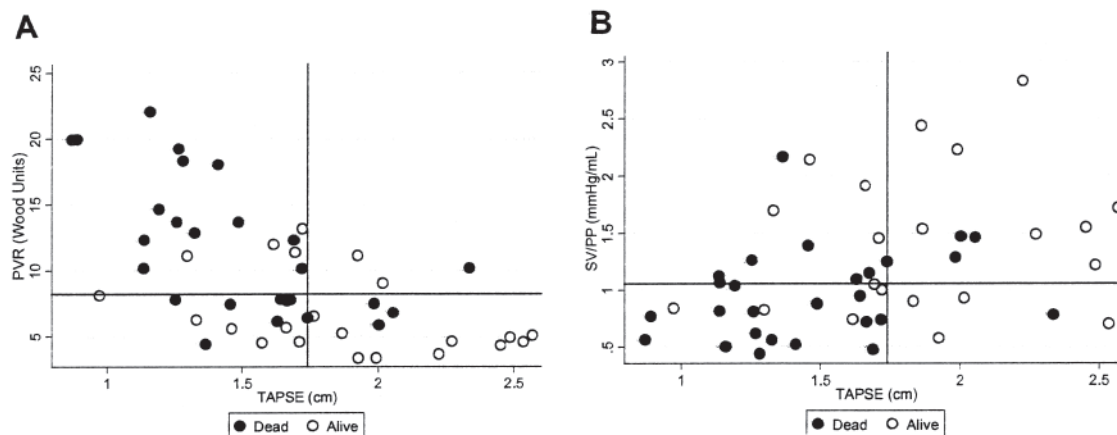 A
PVR (Wood Units)
25
20
15
10
5
1
1.5
2
2.5
TAPSE (cm)
Dead
Alive
B
SV/PP (mmHg/mL)
3
2.5
2
1.5
1
.5
1
1.5
2
2.5
TAPSE (cm)
Dead
Alive